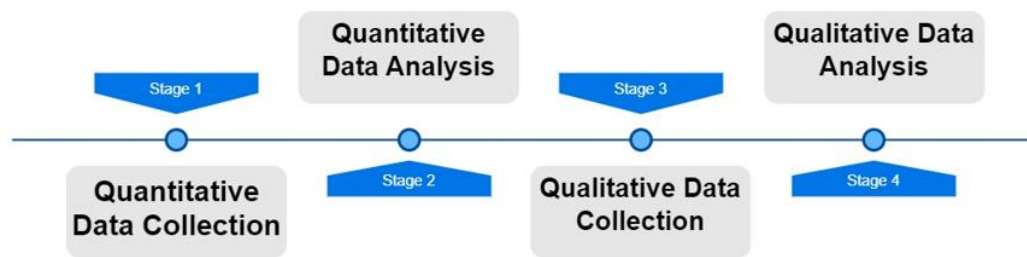 Stage 1
Quantitative
Data Collection
Quantitative
Data Analysis
Stage 2
Stage 3
Qualitative Data
Collection
Qualitative Data
Analysis
Stage 4